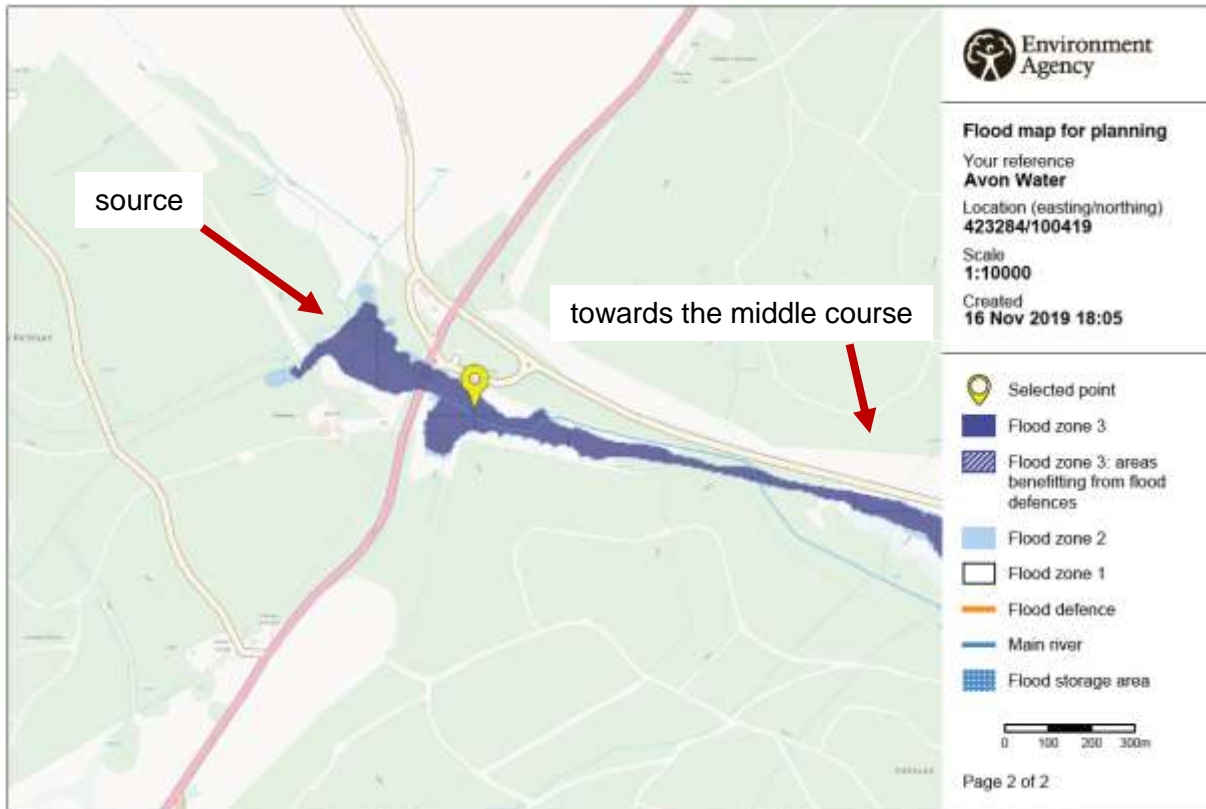 source
towards the middle course
Environment
Agency
Flood map for planning
Your reference
Avon Water
Location (easting/northing)
423284/100419
Scale
1:10000
Created
16 Nov 2019 18:05
Selected point
Flood zone 3
Flood zone 3: areas
benefitting from flood
defences
Flood zone 2
Flood zone 1
Flood defence
Main river
Flood storage area
0 100 200 300m
Page 2 of 2